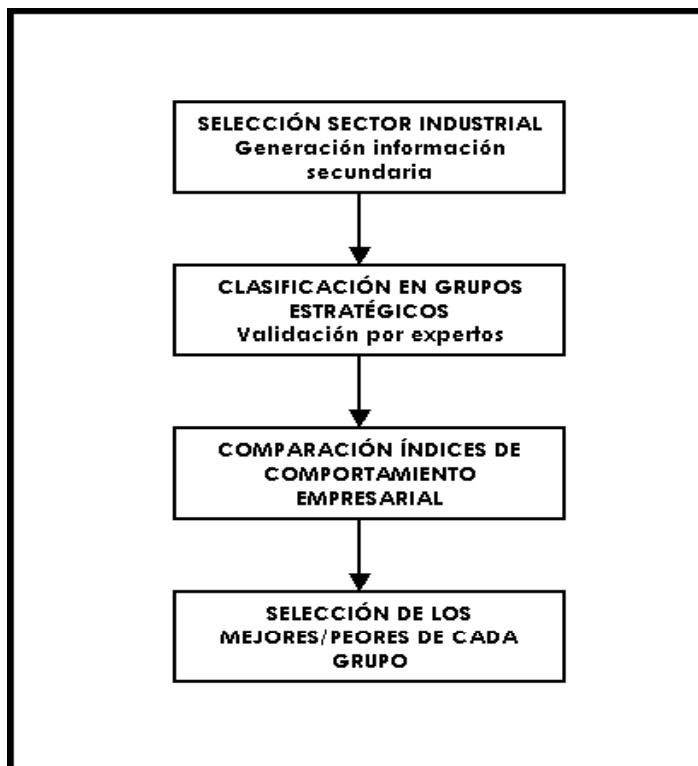 SELECCIÓN SECTOR INDUSTRIAL
Generación información
secundaria
CLASIFICACIÓN EN GRUPOS
ESTRATÉGICOS
Validación por expertos
COMPARACIÓN ÍNDICES DE
COMPORTAMIENTO
EMPRESARIAL
SELECCIÓN DE LOS
MEJORES/PEORES DE CADA
GRUPO